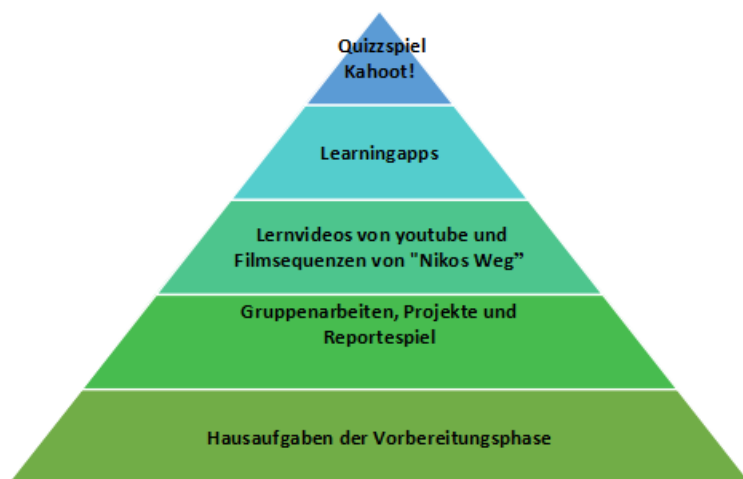 Quizzspiel
Kahoot!
Learningapps
Lernvideos von youtube und
Filmsequenzen von "Nikos Weg”
Gruppenarbeiten, Projekte und
Reportespiel
Hausaufgaben der Vorbereitungsphase